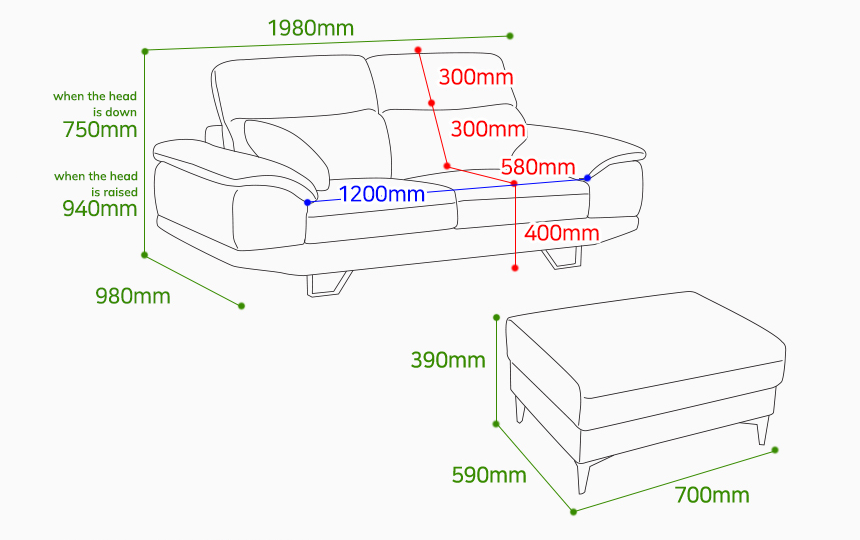 1980mm
300mm
when the head
is down
750mm
300mm
580mm
when the head
is raised
940mm
1200mm
400mm
980mm
390mm
590mm
700mm